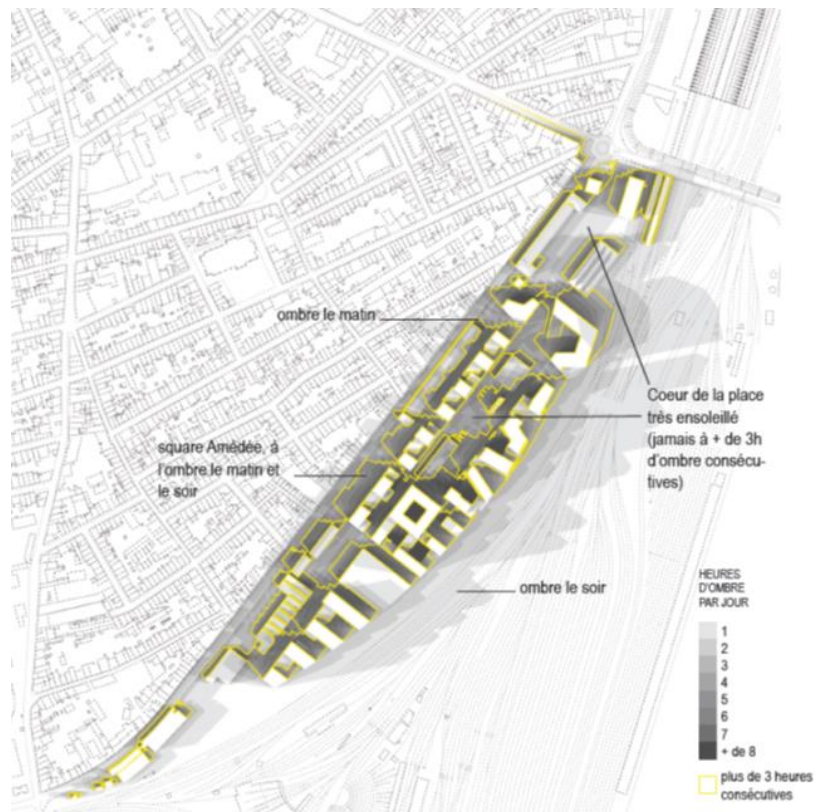 ombre le matin
Coeur de la place
très ensoleillé
(jamais à + de 3h
d'ombre consécu-
tives)
square Amédée, à
l'ombre le matin et
le soir
ombre le soir
HEURES
D'OMBRE
PAR JOUR
1
2
3
4
5
6
7
+ de 8
plus de 3 heures
consécutives